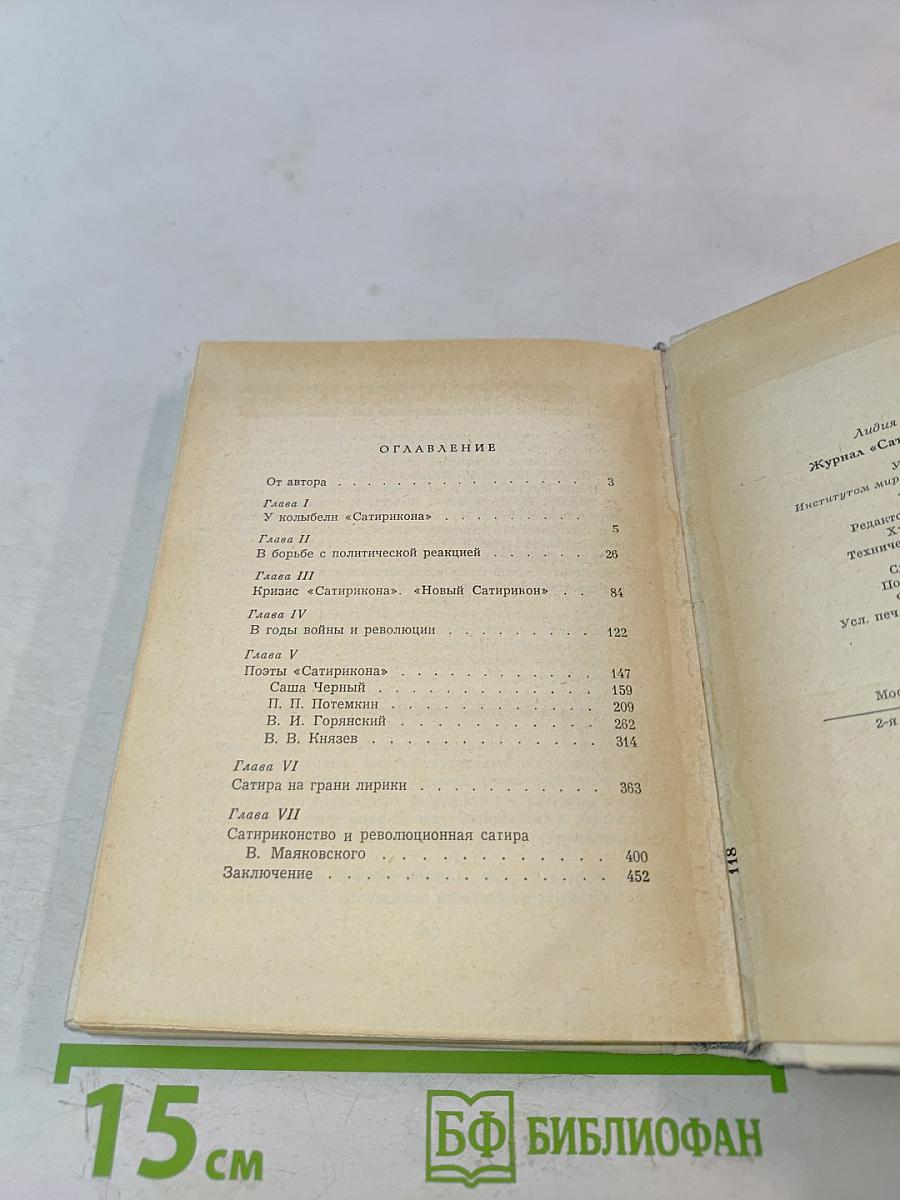 ОГЛАВЛЕНИЕ
От автора . . . . . . . . . . . . . . . . 3
Глава I
У колыбели «Сатирикона» . . . . . . . . . 5
Глава II
В борьбе с политической реакцией . . . . . . 26
Глава III
Кризис «Сатирикона». «Новый Сатирикон» . . 84
Глава IV
В годы войны и революции . . . . . . . . . 122
Глава V
Поэты «Сатирикона» . . . . . . . . . . . . 147
Саша Черный . . . . . . . . . . . . . 159
П. П. Потемкин . . . . . . . . . . . . 209
В. И. Горянский . . . . . . . . . . . . 262
В. В. Князев . . . . . . . . . . . . . 314
Глава VI
Сатира на грани лирики . . . . . . . . . . . 363
Глава VII
Сатириконство и революционная сатира
В. Маяковского . . . . . . . . . . . . 400
Заключение . . . . . . . . . . . . . . . 452
Лидия
Журнал «Сат
У
Институтом мир
Редакто
Х
Техниче
С
По
Усл. печ
Мос
2-я
118
15 см
БФ БИБЛИОФАН